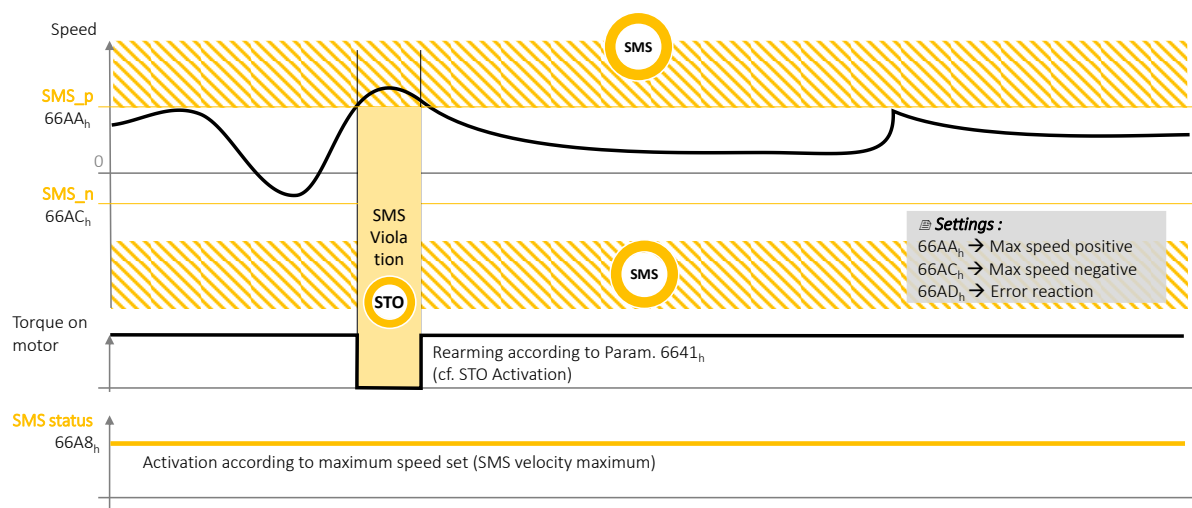 Speed
SMS
SMS_p
66AAh
0
SMS_n
66ACh
SMS
Viola
tion
Settings :
66AAh → Max speed positive
66ACh → Max speed negative
66ADh → Error reaction
SMS
STO
Torque on
motor
Rearming according to Param. 6641h
(cf. STO Activation)
SMS status
66A8h
Activation according to maximum speed set (SMS velocity maximum)